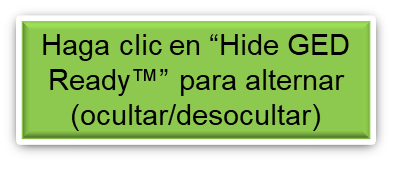 Haga clic en “Hide GED
Ready™” para alternar
(ocultar/desocultar)